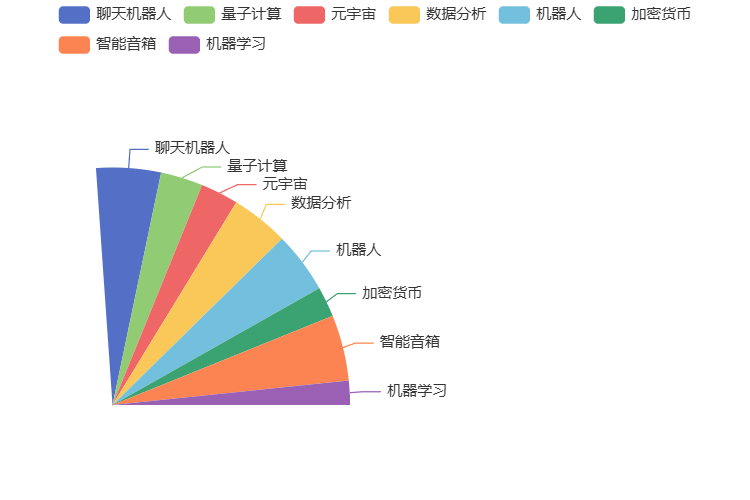 聊天机器人 量子计算 元宇宙 数据分析 机器人 加密货币
智能音箱 机器学习
聊天机器人
量子计算
元宇宙
数据分析
机器人
加密货币
智能音箱
机器学习